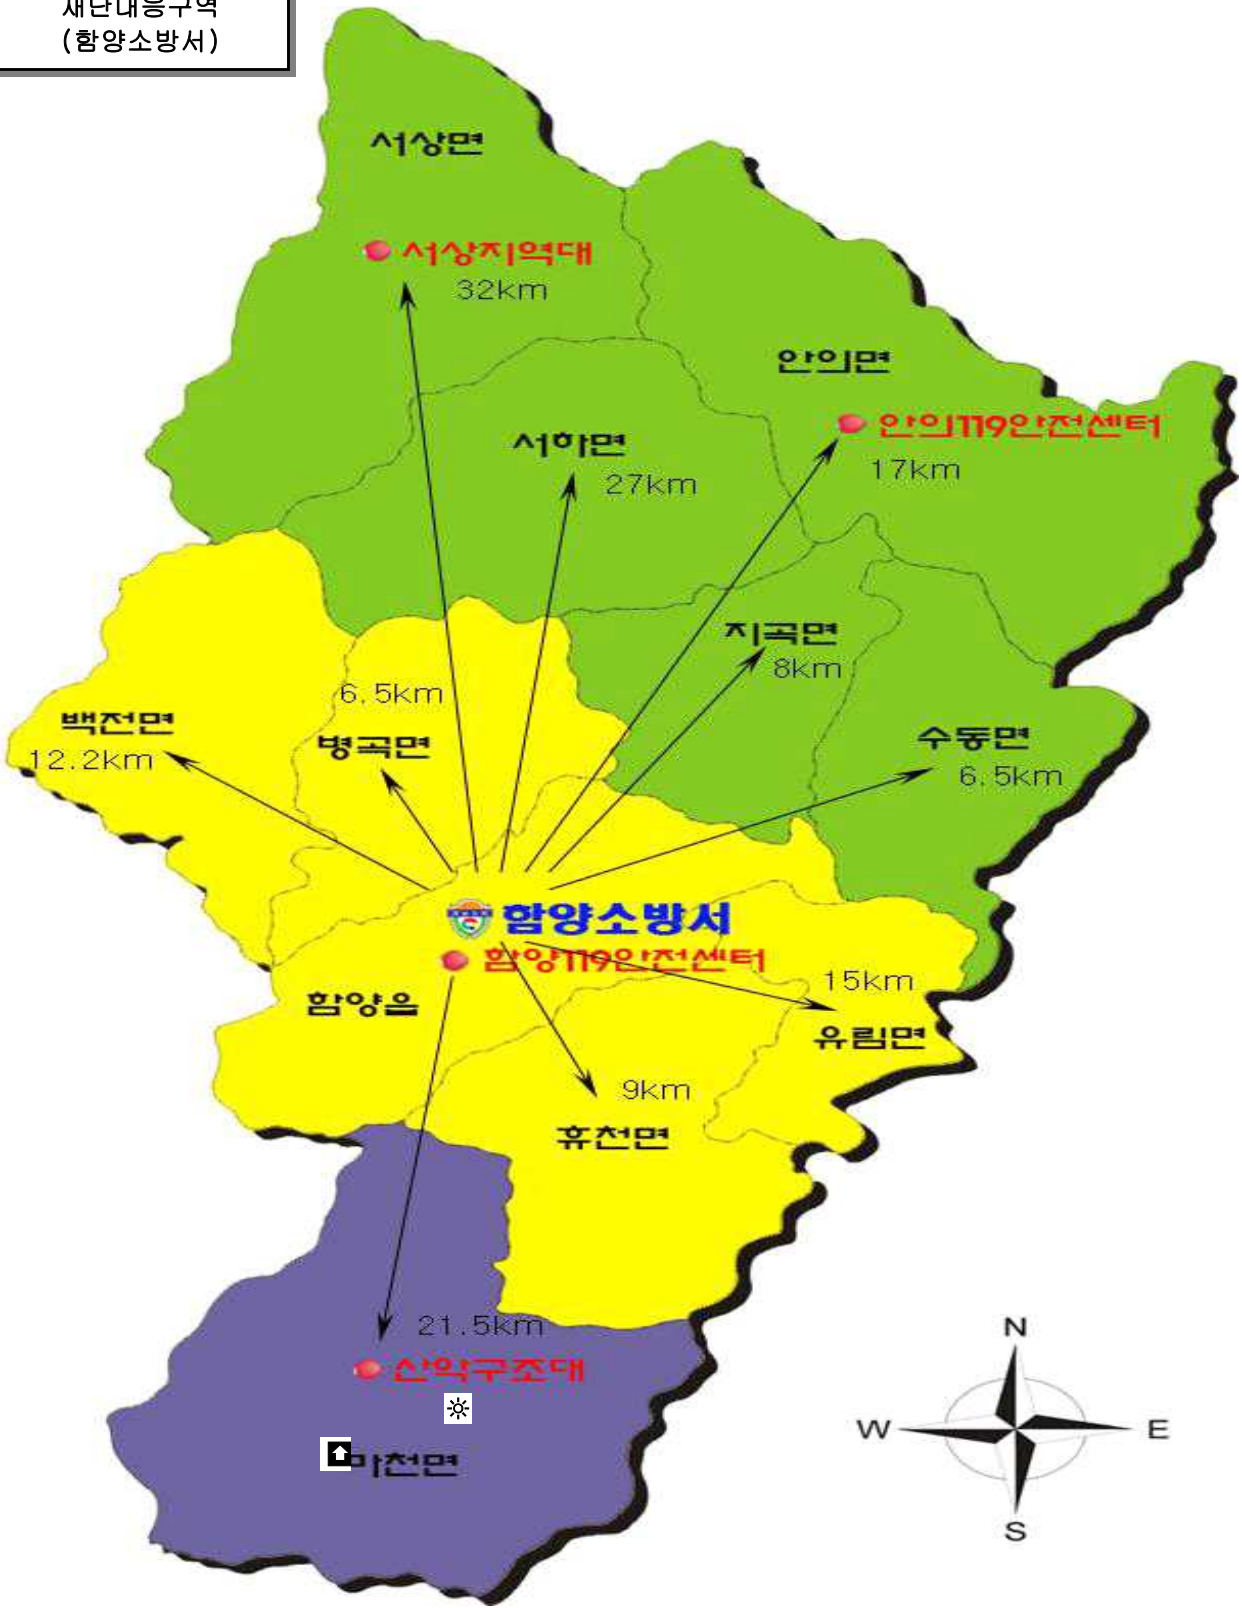 재난대응구역
(함양소방서)
서상면
서상지역대
32km
안의면
안의119안전센터
17km
서하면
27km
지곡면
8km
6.5km
백전면
병곡면
12.2km
수동면
6.5km
함양소방서
함양119안전센터
함양읍
15km
유림면
9km
휴천면
21.5km
산악구조대
마천면
N
W
E
S